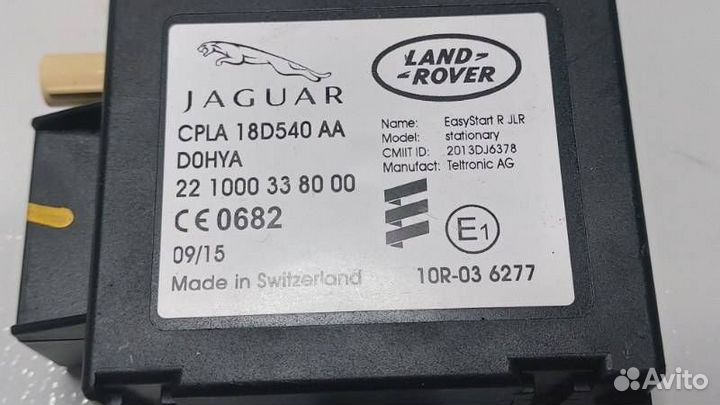 JAGUAR
LAND
ROVER
CPLA 18D540 AA
D0HYA
22 1000 33 80 00
CE 0682
09/15
Made in Switzerland
Name: EasyStart R JLR
Model: stationary
CMIIT ID: 2013DJ6378
Manufact: Teltronic AG
E1
10R-03 6277
Avito